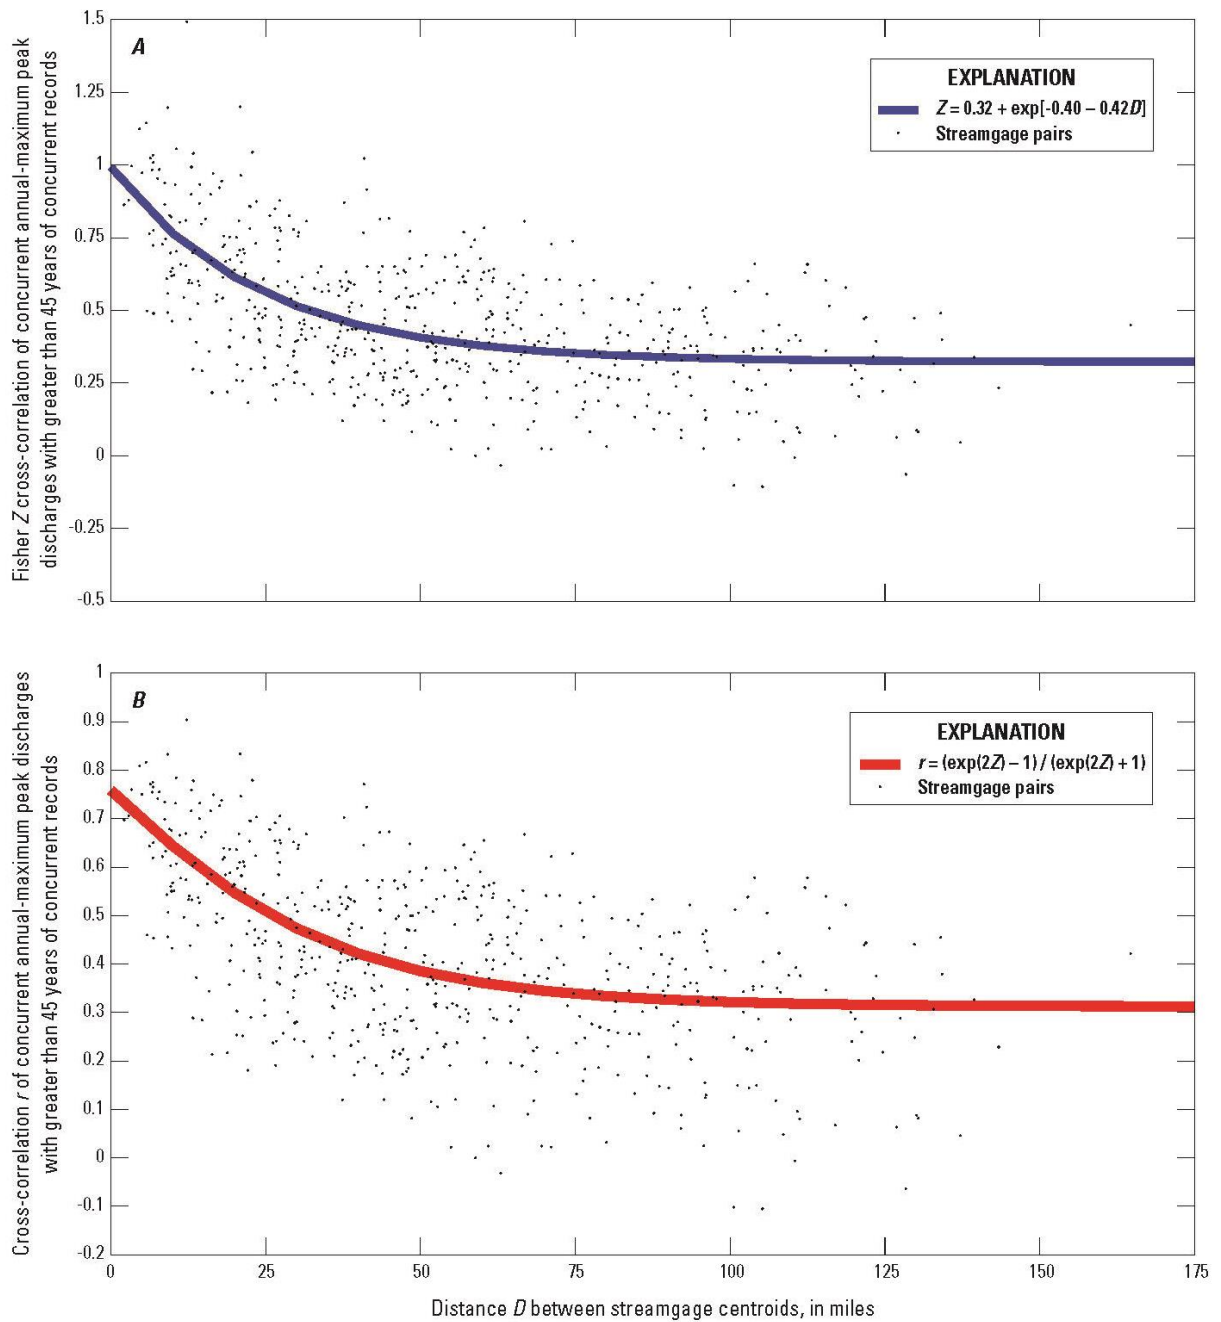 A
Fisher Z cross-correlation of concurrent annual-maximum peak
discharges with greater than 45 years of concurrent records
1.5
1.25
1
0.75
0.5
0.25
0
-0.25
-0.5
EXPLANATION
Z = 0.32 + exp[-0.40 – 0.42D]
Streamgage pairs
B
Cross-correlation r of concurrent annual-maximum peak discharges
with greater than 45 years of concurrent records
1
0.9
0.8
0.7
0.6
0.5
0.4
0.3
0.2
0.1
0
-0.1
-0.2
EXPLANATION
r = (exp(2Z) – 1) / (exp(2Z) + 1)
Streamgage pairs
0 25 50 75 100 125 150 175
Distance D between streamgage centroids, in miles